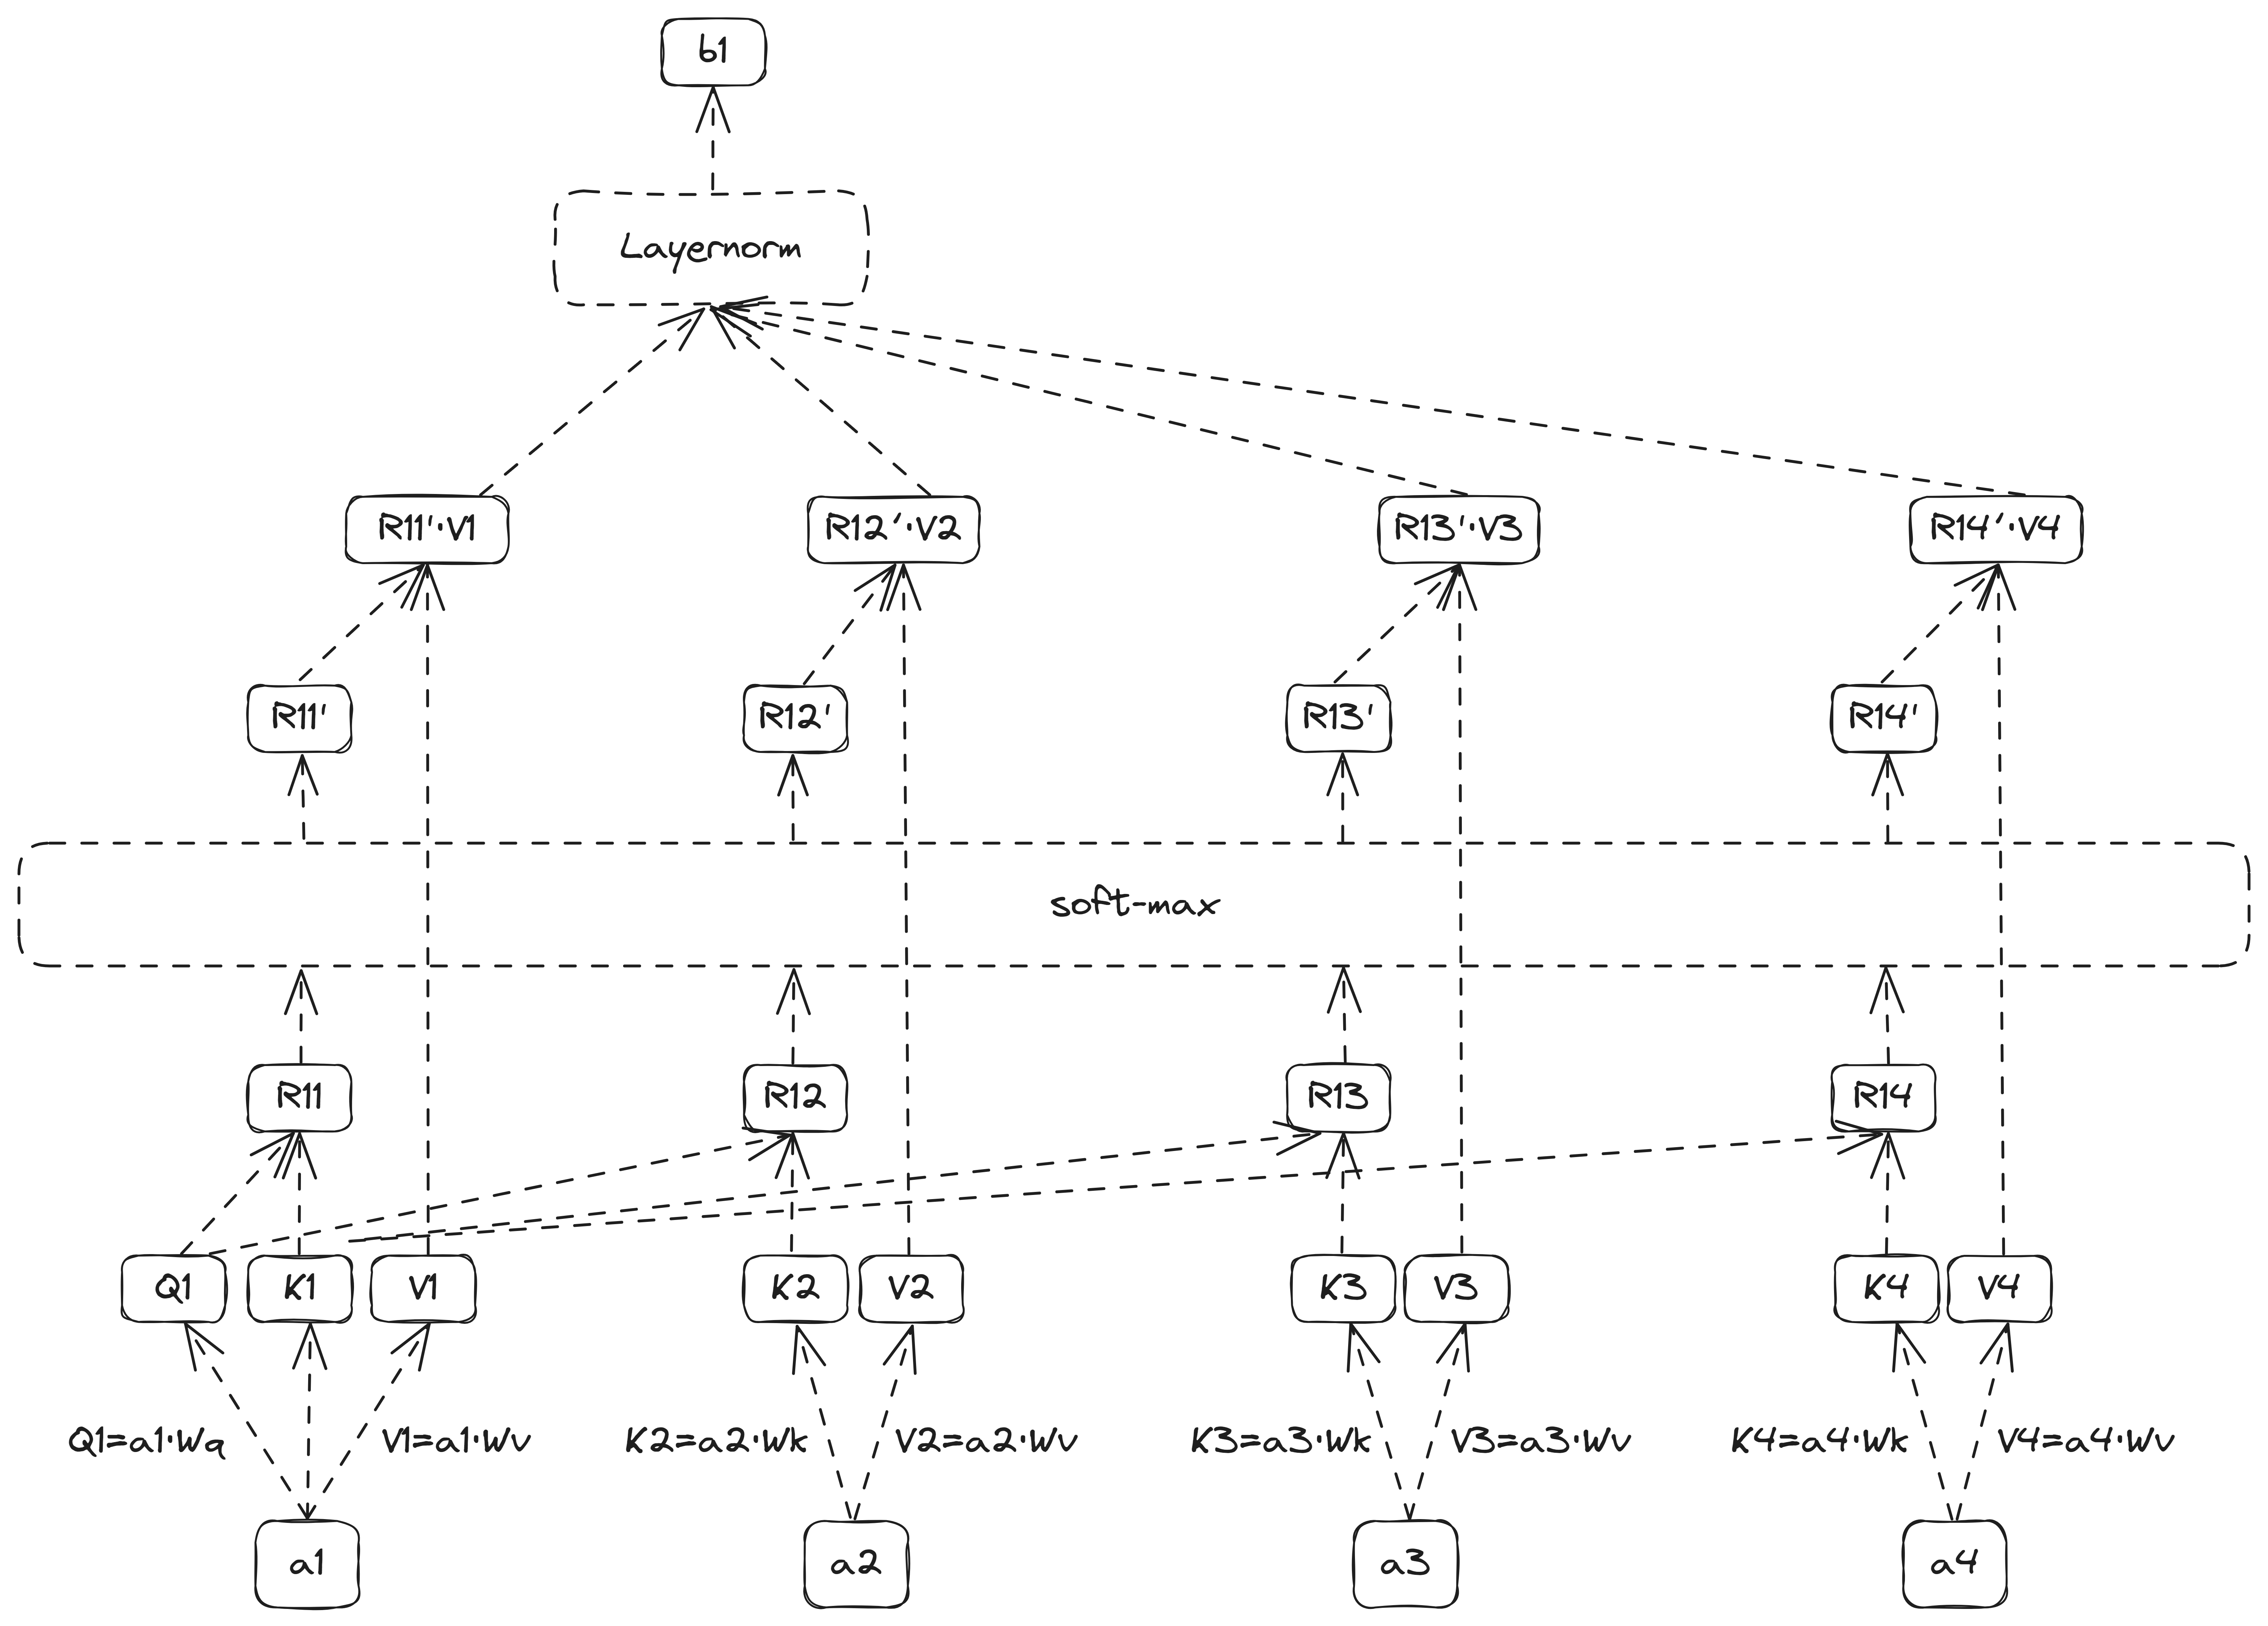 b1
Layernorm
R11'·V1
R12'·V2
R13'·V3
R14'·V4
R11'
R12'
R13'
R14'
soft-max
R11
R12
R13
R14
Q1
K1
V1
K2
V2
K3
V3
K4
V4
Q1=a1·Wq
V1=a1·Wv
K2=a2·Wk
V2=a2·Wv
K3=a3·Wk
V3=a3·Wv
K4=a4·Wk
V4=a4·Wv
a1
a2
a3
a4